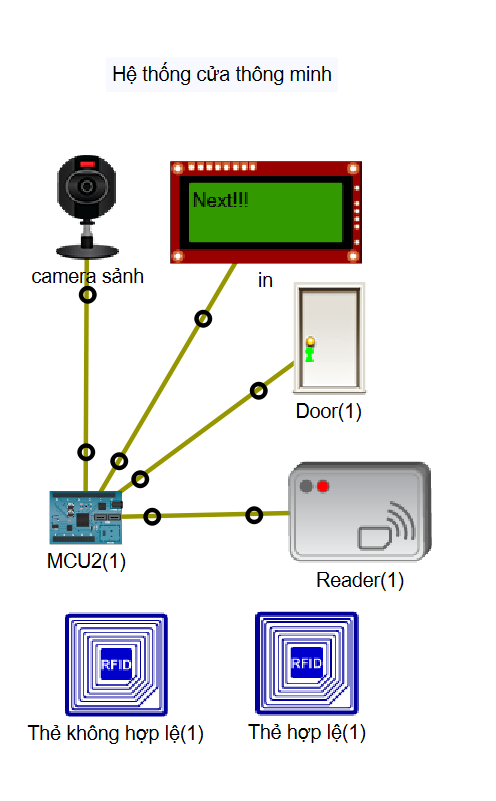 Hệ thống cửa thông minh
Next!!!
camera sảnh
in
Door(1)
MCU2(1)
Reader(1)
RFID
RFID
Thẻ không hợp lệ(1)
Thẻ hợp lệ(1)